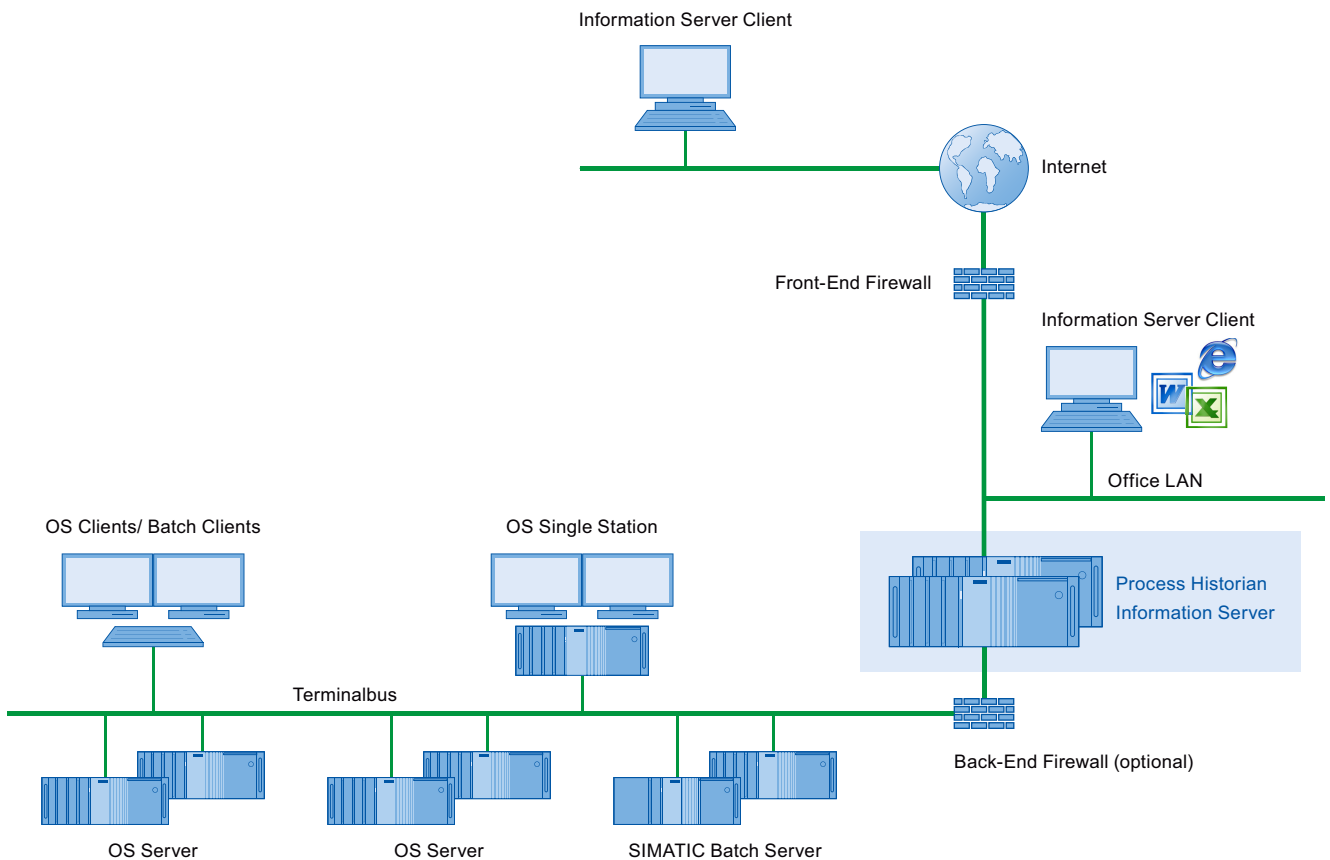 Information Server Client
Internet
Front-End Firewall
Information Server Client
W
X
Office LAN
OS Clients/ Batch Clients
OS Single Station
Process Historian
Information Server
Terminalbus
Back-End Firewall (optional)
OS Server
OS Server
SIMATIC Batch Server